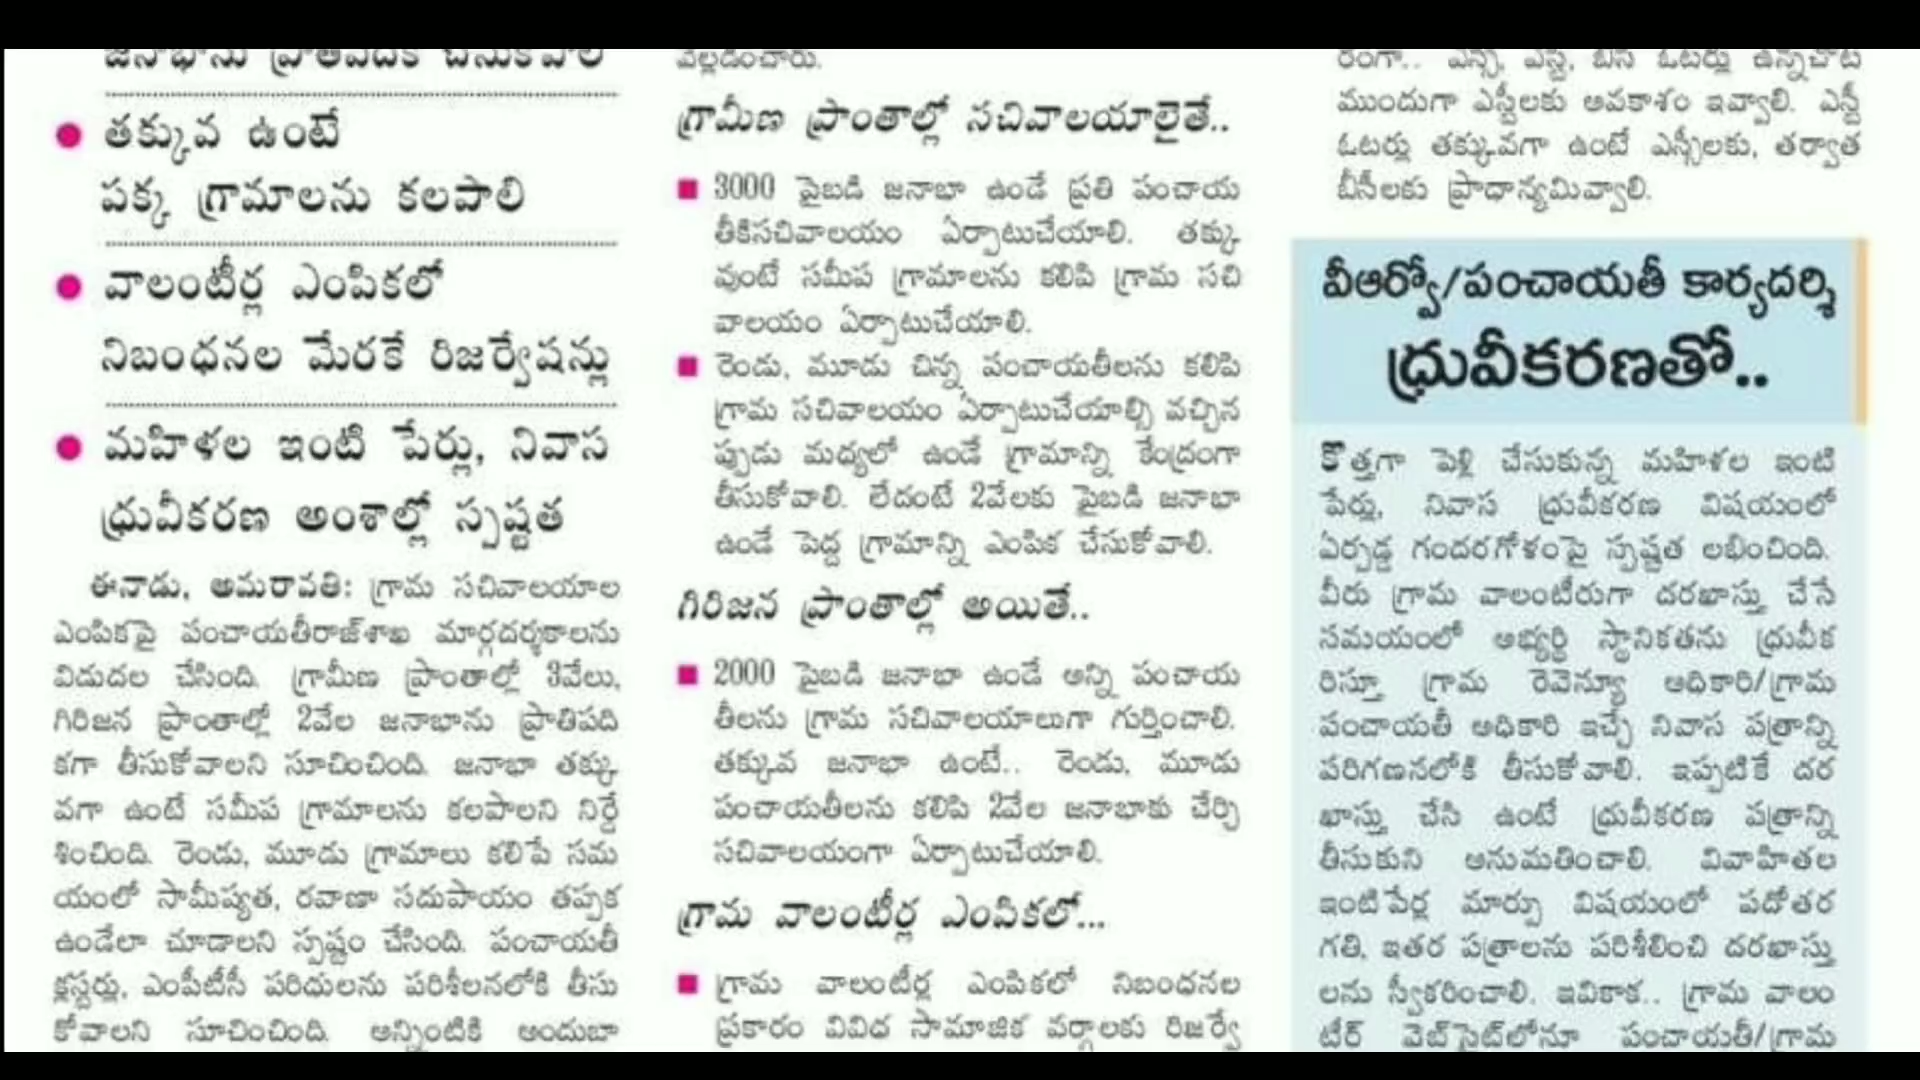 జనాభాను ప్రాతిపదిక చేసుకోవాలి
తక్కువ ఉంటే
పక్క గ్రామాలను కలపాలి
వాలంటీర్ల ఎంపికలో
నిబంధనల మేరకే రిజర్వేషన్లు
మహిళల ఇంటి పేర్లు, నివాస
ధ్రువీకరణ అంశాల్లో స్పష్టత
ఈనాడు, అమరావతి: గ్రామ సచివాలయాల
ఎంపికపై పంచాయతీరాజ్‌శాఖ మార్గదర్శకాలను
విడుదల చేసింది. గ్రామీణ ప్రాంతాల్లో 3వేలు,
గిరిజన ప్రాంతాల్లో 2వేల జనాభాను ప్రాతిపది
కగా తీసుకోవాలని సూచించింది. జనాభా తక్కు
వగా ఉంటే సమీప గ్రామాలను కలపాలని నిర్దే
శించింది. రెండు, మూడు గ్రామాలు కలిపే సమ
యంలో సామీప్యత, రవాణా సదుపాయం తప్పక
ఉండేలా చూడాలని స్పష్టం చేసింది. పంచాయతీ
క్లస్టర్లు, ఎంపీటీసీ పరిధులను పరిశీలనలోకి తీసు
కోవాలని సూచించింది. అన్నింటికి అందుబా
వెల్లడించారు.
గ్రామీణ ప్రాంతాల్లో సచివాలయాలైతే..
3000 పైబడి జనాభా ఉండే ప్రతి పంచాయ
తీకిసచివాలయం ఏర్పాటుచేయాలి. తక్కు
వుంటే సమీప గ్రామాలను కలిపి గ్రామ సచి
వాలయం ఏర్పాటుచేయాలి.
రెండు, మూడు చిన్న పంచాయతీలను కలిపి
గ్రామ సచివాలయం ఏర్పాటుచేయాల్సి వచ్చిన
ప్పుడు మధ్యలో ఉండే గ్రామాన్ని కేంద్రంగా
తీసుకోవాలి. లేదంటే 2వేలకు పైబడి జనాభా
ఉండే పెద్ద గ్రామాన్ని ఎంపిక చేసుకోవాలి.
గిరిజన ప్రాంతాల్లో అయితే..
2000 పైబడి జనాభా ఉండే అన్ని పంచాయ
తీలను గ్రామ సచివాలయాలుగా గుర్తించాలి.
తక్కువ జనాభా ఉంటే.. రెండు, మూడు
పంచాయతీలను కలిపి 2వేల జనాభాకు చేర్చి
సచివాలయంగా ఏర్పాటుచేయాలి.
గ్రామ వాలంటీర్ల ఎంపికలో...
గ్రామ వాలంటీర్ల ఎంపికలో నిబంధనల
ప్రకారం వివిధ సామాజిక వర్గాలకు రిజర్వే
రంగా.. ఎస్సీ, ఎస్టీ, బీసీ ఓటర్లు ఉన్నచోట
ముందుగా ఎస్టీలకు అవకాశం ఇవ్వాలి. ఎస్టీ
ఓటర్లు తక్కువగా ఉంటే ఎస్సీలకు, తర్వాత
బీసీలకు ప్రాధాన్యమివ్వాలి.
వీఆర్వో/పంచాయతీ కార్యదర్శి
ధ్రువీకరణతో..
కొత్తగా పెళ్లి చేసుకున్న మహిళల ఇంటి
పేర్లు, నివాస ధ్రువీకరణ విషయంలో
ఏర్పడ్డ గందరగోళంపై స్పష్టత లభించింది.
వీరు గ్రామ వాలంటీరుగా దరఖాస్తు చేసే
సమయంలో అభ్యర్థి స్థానికతను ధ్రువీక
రిస్తూ గ్రామ రెవెన్యూ అధికారి/గ్రామ
పంచాయతీ అధికారి ఇచ్చే నివాస పత్రాన్ని
పరిగణనలోకి తీసుకోవాలి. ఇప్పటికే దర
ఖాస్తు చేసి ఉంటే ధ్రువీకరణ పత్రాన్ని
తీసుకుని అనుమతించాలి. వివాహితల
ఇంటిపేర్ల మార్పు విషయంలో పదోతర
గతి, ఇతర పత్రాలను పరిశీలించి దరఖాస్తు
లను స్వీకరించాలి. ఇవికాక.. గ్రామ వాలం
టీర్ వెబ్‌సైట్‌లోనూ పంచాయతీ/గ్రామ